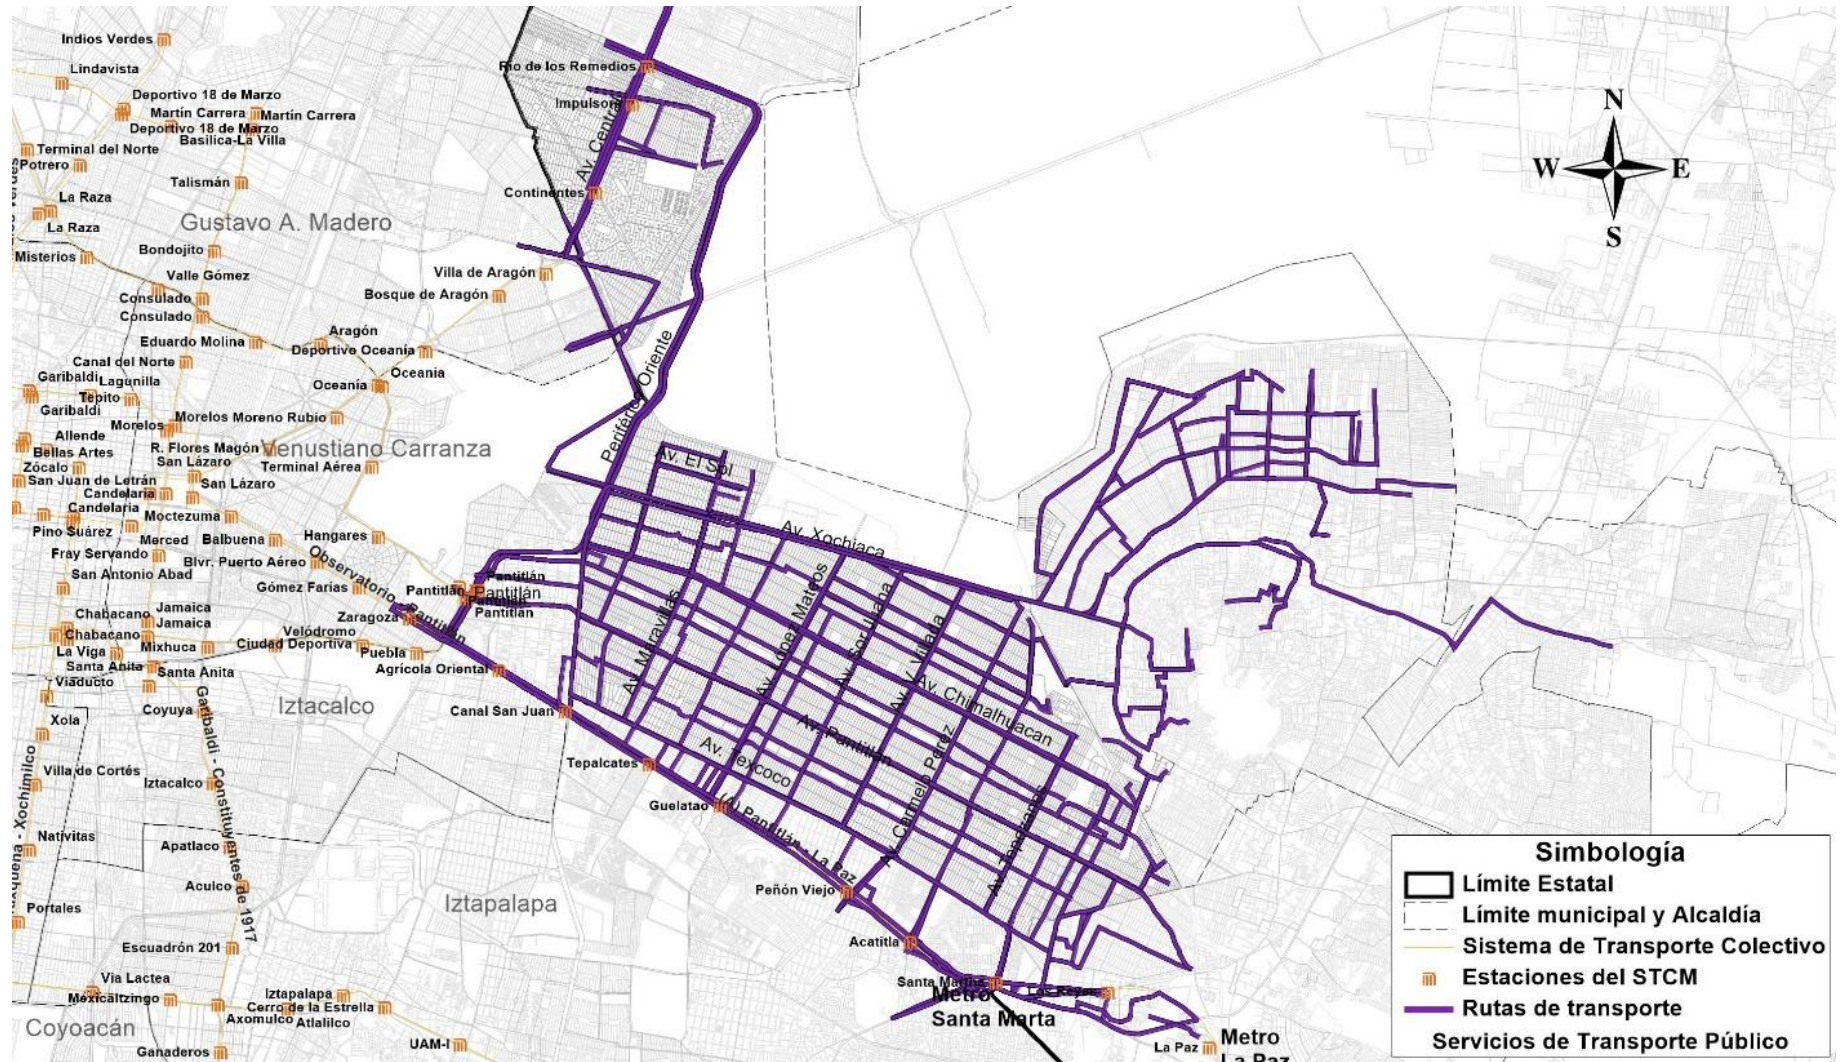 Indios Verdes
Lindavista
Deportivo 18 de Marzo
Martín Carrera
Martín Carrera
Deportivo 18 de Marzo
Basílica-La Villa
Terminal del Norte
Potrero
Talismán
La Raza
La Raza
Gustavo A. Madero
Misterios
Bondojito
Valle Gómez
Consulado
Consulado
Eduardo Molina
Aragón
Deportivo Oceanía
Villa de Aragón
Bosque de Aragón
Río de los Remedios
Impulsora
Av. Central
Continentes
Canal del Norte
Oceanía
Oceanía
Garibaldi
Lagunilla
Tepito
Garibaldi
Morelos
Morelos
Moreno Rubio
Allende
Bellas Artes
R. Flores Magón
Venustiano Carranza
Zócalo
San Lázaro
Terminal Aérea
San Juan de Letrán
San Lázaro
Candelaria
Candelaria
Moctezuma
Pino Suárez
Merced
Balbuena
Hangares
Fray Servando
Blvr. Puerto Aéreo
San Antonio Abad
Gómez Farías
Observatorio - Pantitlán
Pantitlán
Pantitlán
Pantitlán
Pantitlán
Pantitlán
Zaragoza
Chabacano
Jamaica
Jamaica
Chabacano
Velódromo
La Viga
Mixhuca
Ciudad Deportiva
Puebla
Santa Anita
Santa Anita
Agrícola Oriental
Viaducto
Coyuya
Iztacalco
Canal San Juan
Xola
Villa de Cortés
Iztacalco
Tepalcates
Guelatao
Nativitas
Apatlaco
Aculco
Garibaldi - Constituyentes de 1917
Portales
Iztapalapa
Peñón Viejo
Escuadrón 201
Acatitla
Vía Lactea
Mexicaltzingo
Iztapalapa
Cerro de la Estrella
Axomulco
Atlalilco
Coyoacán
Ganaderos
UAM-I
Santa Martha
Metro
Santa Marta
Los Reyes
La Paz
Metro
La Paz
Periférico Oriente
Av. El Sol
Av. Xochiaca
Av. Maravillas
Av. Lopez Mateos
Av. Sor Juana
Av. V. Villada
Av. Chimalhuacan
Av. Pantitlán
Av. Texcoco
Av. Carmelo Perez
Av. Tepozanes
(A) Pantitlán - La Paz
N
W
E
S
Simbología
Límite Estatal
Límite municipal y Alcaldía
Sistema de Transporte Colectivo
Estaciones del STCM
Rutas de transporte
Servicios de Transporte Público